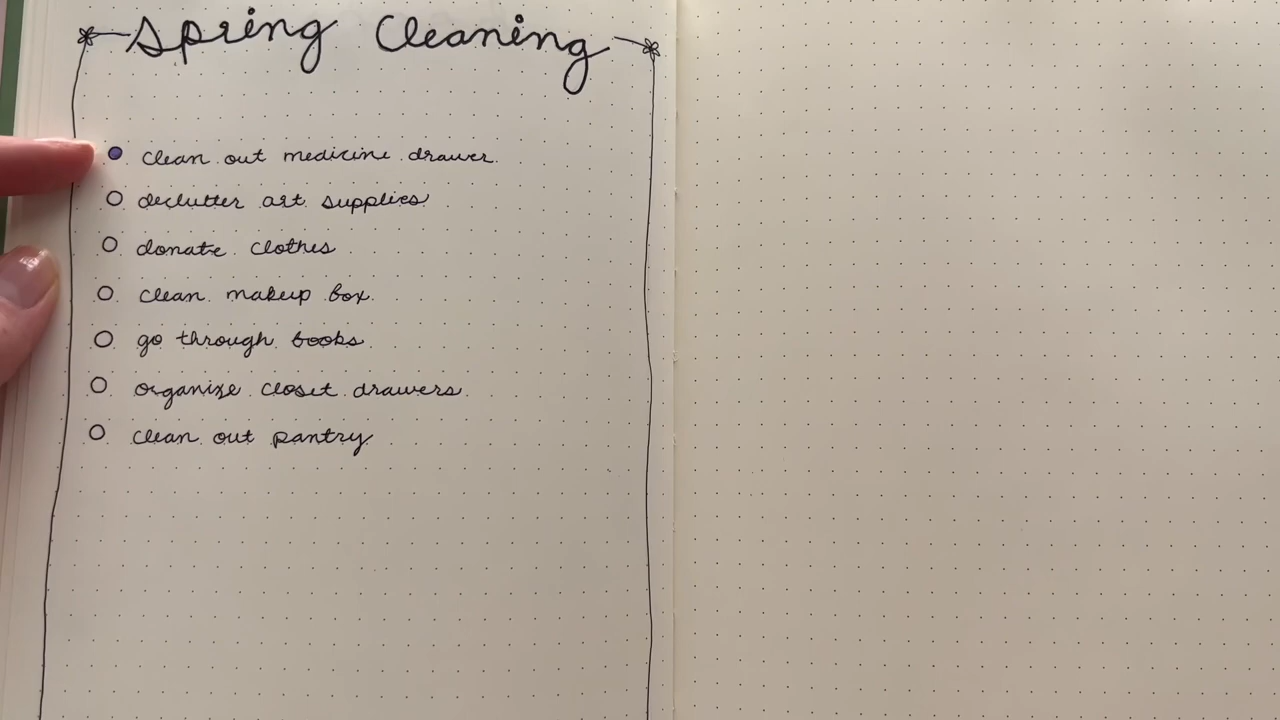 Spring Cleaning
clean out medicine drawer
declutter art supplies
donate clothes
clean makeup box
go through books
organize closet drawers
clean out pantry